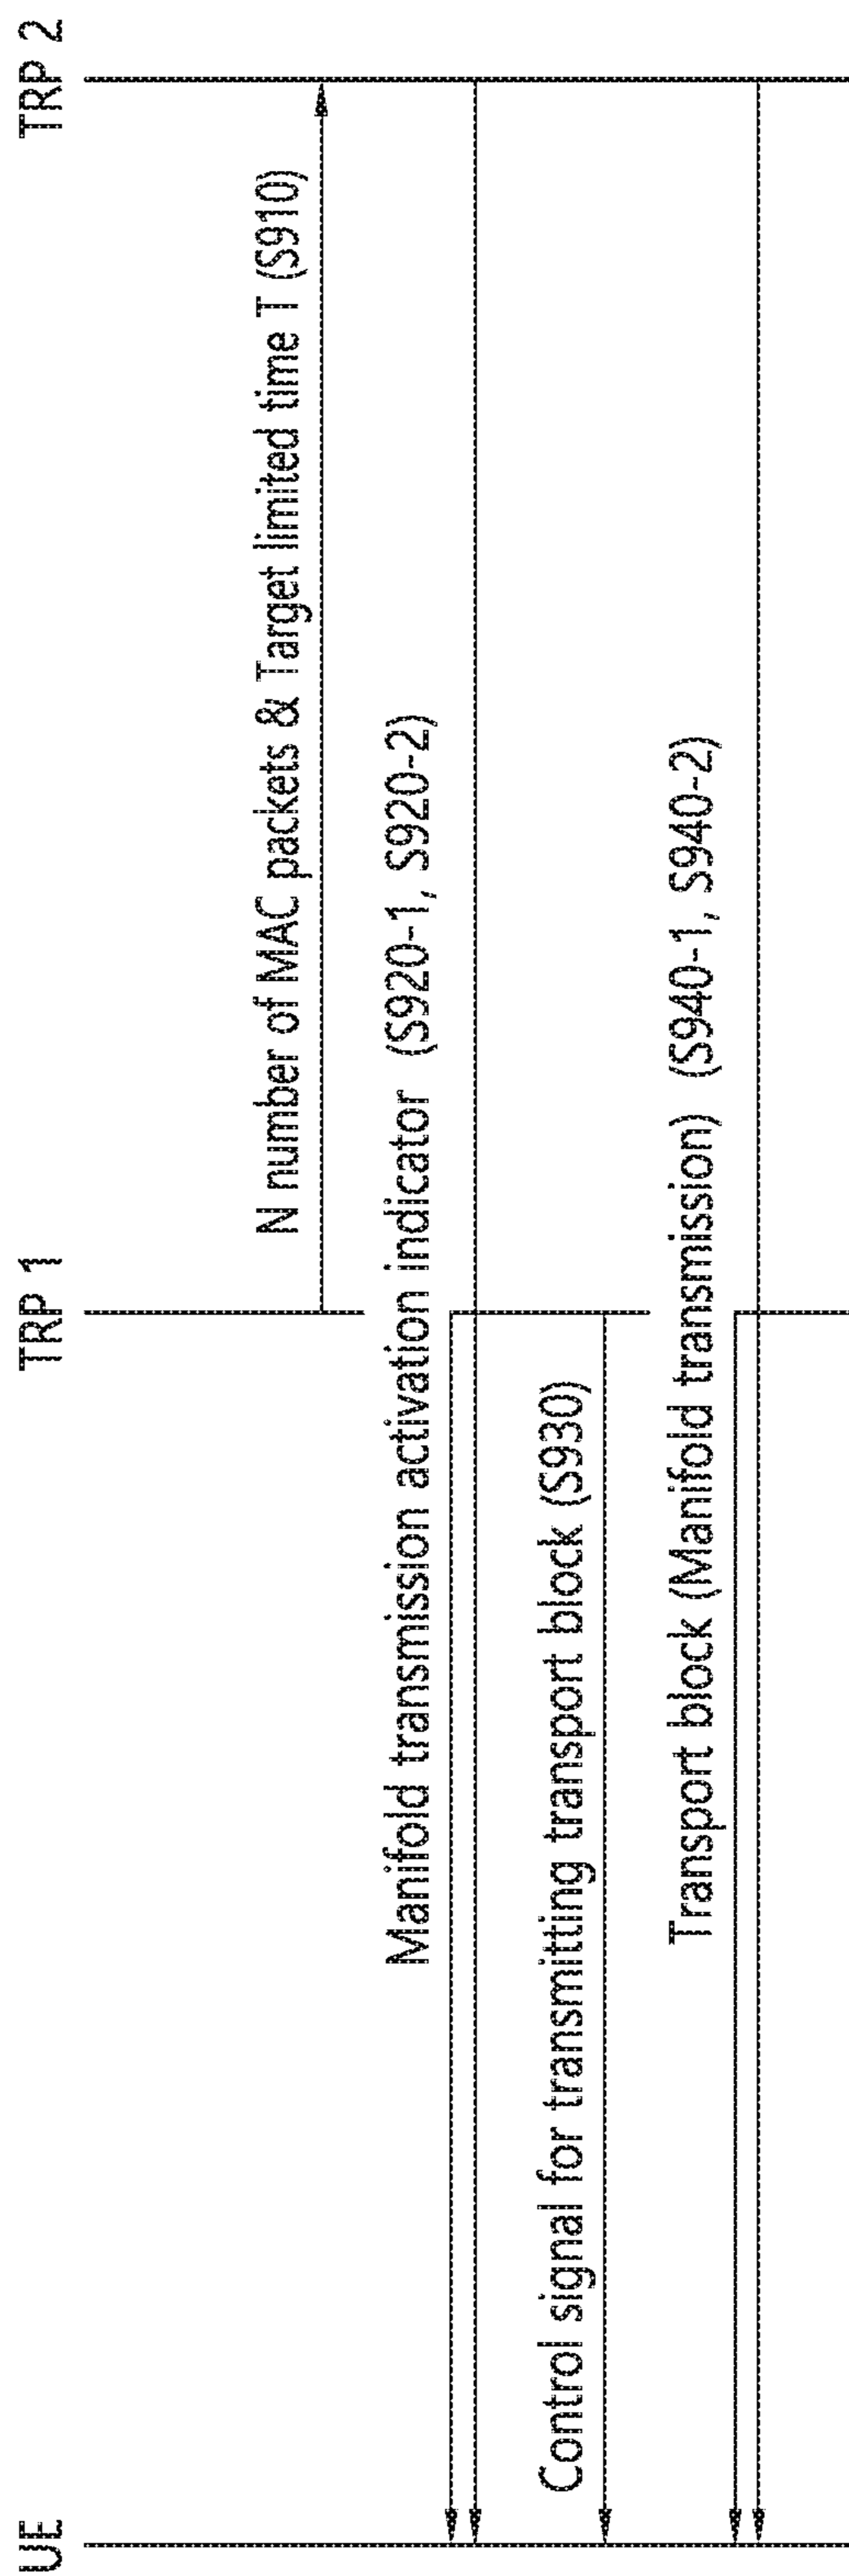 UE
TRP 1
TRP 2
N number of MAC packets & Target limited time T (S910)
Manifold transmission activation indicator (S920-1, S920-2)
Control signal for transmitting transport block (S930)
Transport block (Manifold transmission) (S940-1, S940-2)